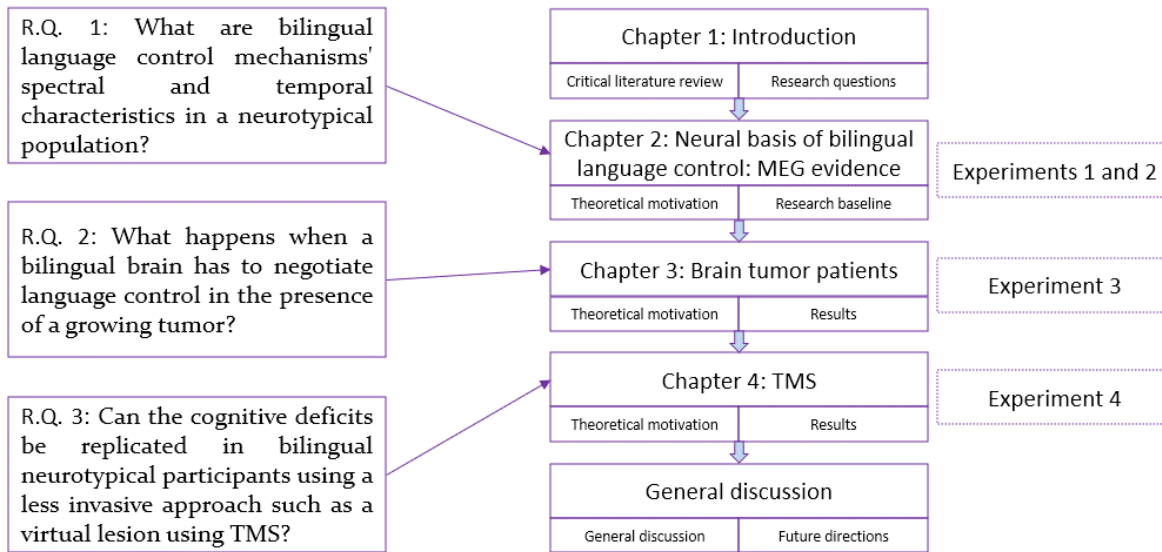 R.Q. 1: What are bilingual
language control mechanisms'
spectral and temporal
characteristics in a neurotypical
population?
R.Q. 2: What happens when a
bilingual brain has to negotiate
language control in the presence
of a growing tumor?
R.Q. 3: Can the cognitive deficits
be replicated in bilingual
neurotypical participants using a
less invasive approach such as a
virtual lesion using TMS?
Chapter 1: Introduction
Critical literature review
Research questions
Chapter 2: Neural basis of bilingual
language control: MEG evidence
Theoretical motivation
Research baseline
Experiments 1 and 2
Chapter 3: Brain tumor patients
Theoretical motivation
Results
Experiment 3
Chapter 4: TMS
Theoretical motivation
Results
Experiment 4
General discussion
General discussion
Future directions